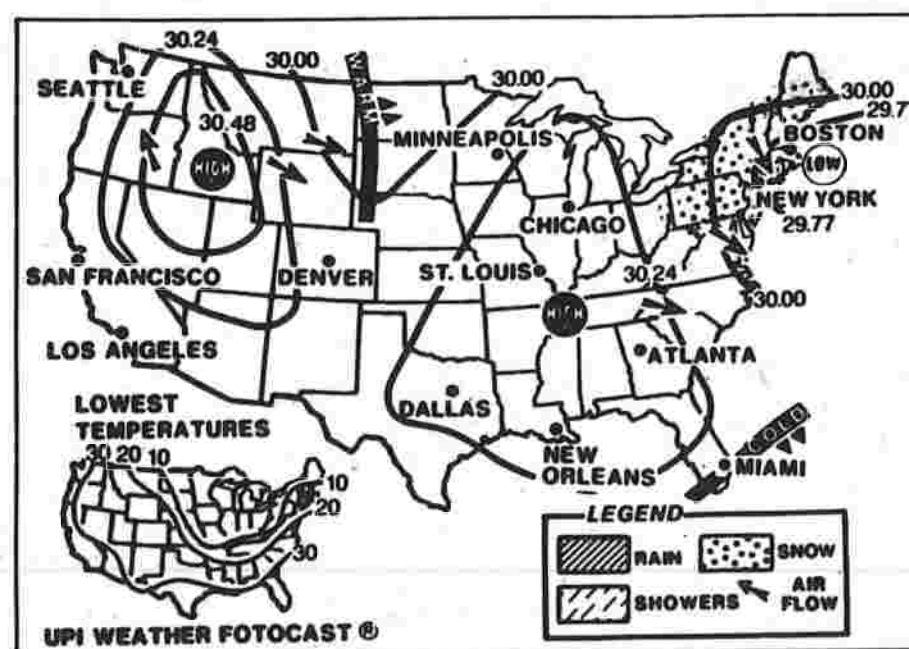 30.24
30.00
30.00
30.00
29.7
SEATTLE
WARM
30.48
MINNEAPOLIS
BOSTON
HIGH
LOW
NEW YORK
29.77
CHICAGO
SAN FRANCISCO
DENVER
ST. LOUIS
30.24
30.00
HIGH
LOS ANGELES
ATLANTA
DALLAS
LOWEST
TEMPERATURES
30 20 10
COLD
NEW
ORLEANS
MIAMI
10
20
30
LEGEND
RAIN
SNOW
SHOWERS
AIR
FLOW
UPI WEATHER FOTOCAST ®